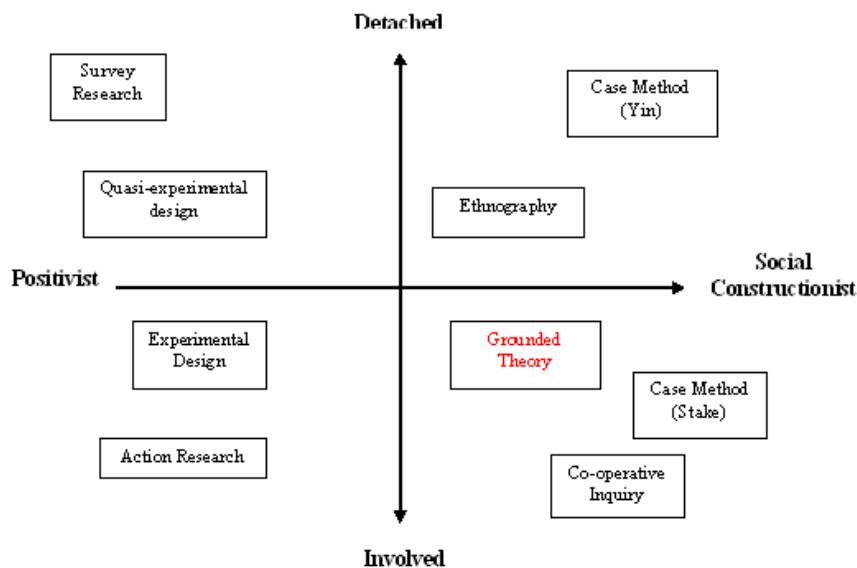 Detached
Survey
Research
Case Method
(Yin)
Quasi-experimental
design
Ethnography
Positivist
Social
Constructionist
Experimental
Design
Grounded
Theory
Case Method
(Stake)
Action Research
Co-operative
Inquiry
Involved